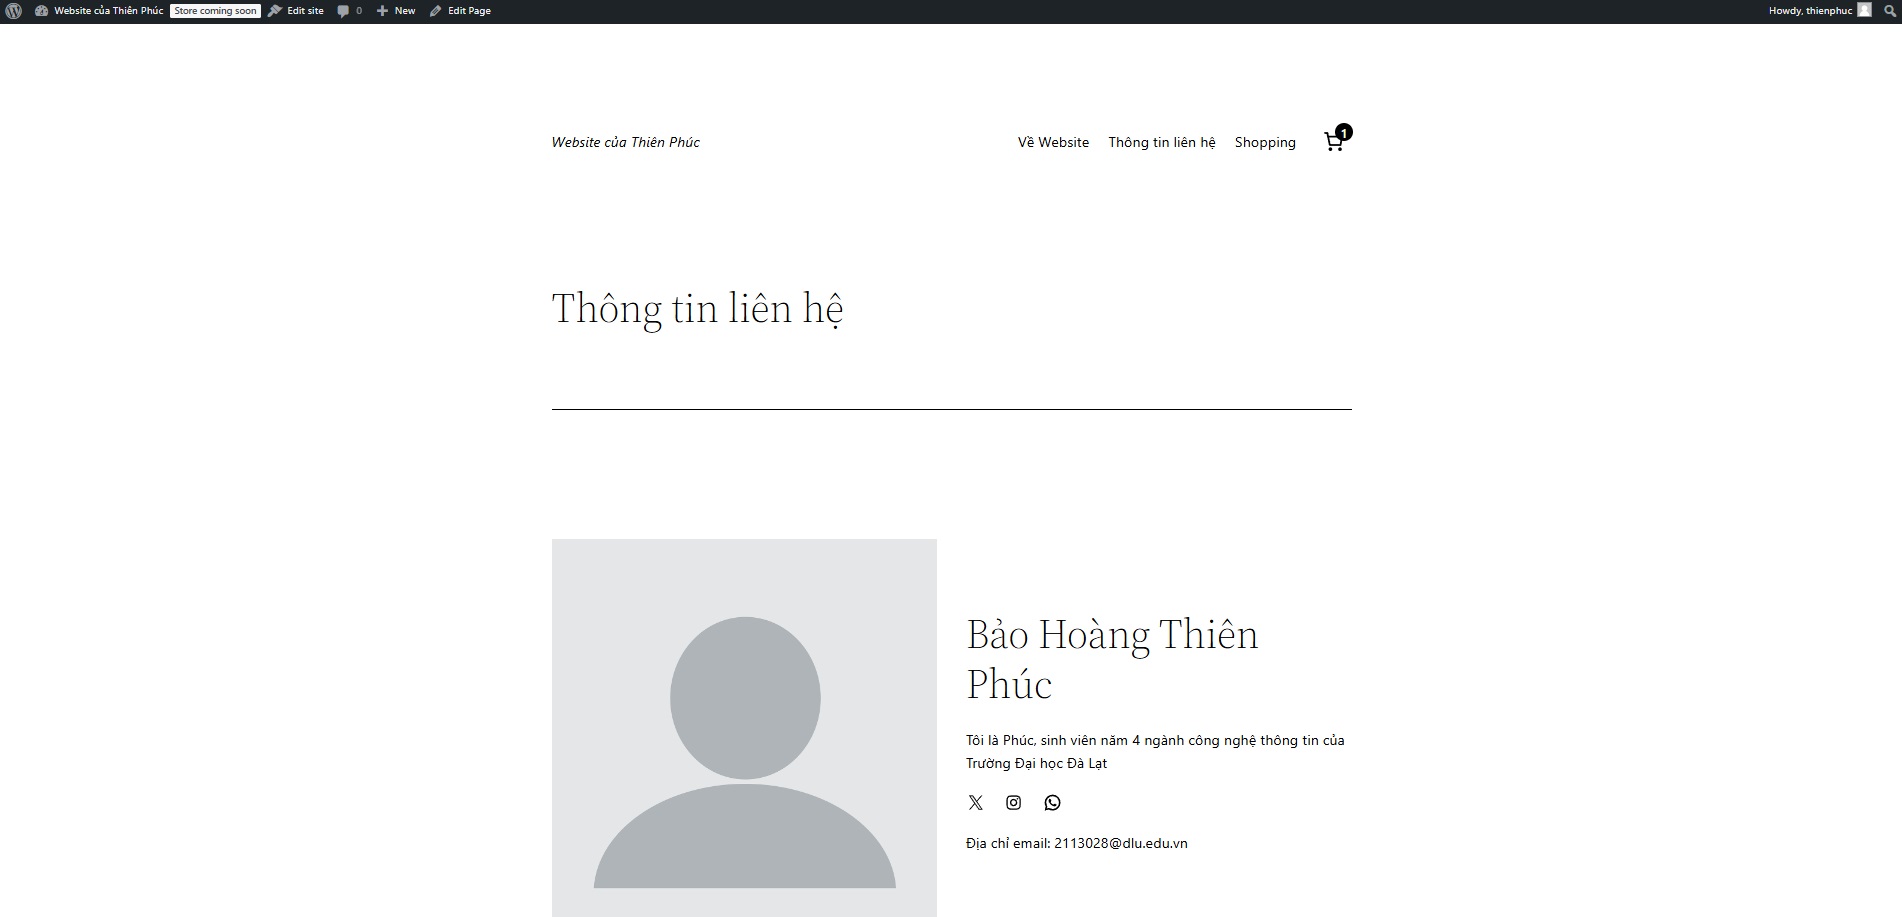 Website của Thiên Phúc Store coming soon Edit site 0 New Edit Page Howdy, thienphuc
Website của Thiên Phúc Về Website Thông tin liên hệ Shopping 1
Thông tin liên hệ
Bảo Hoàng Thiên
Phúc
Tôi là Phúc, sinh viên năm 4 ngành công nghệ thông tin của
Trường Đại học Đà Lạt
Địa chỉ email: 2113028@dlu.edu.vn